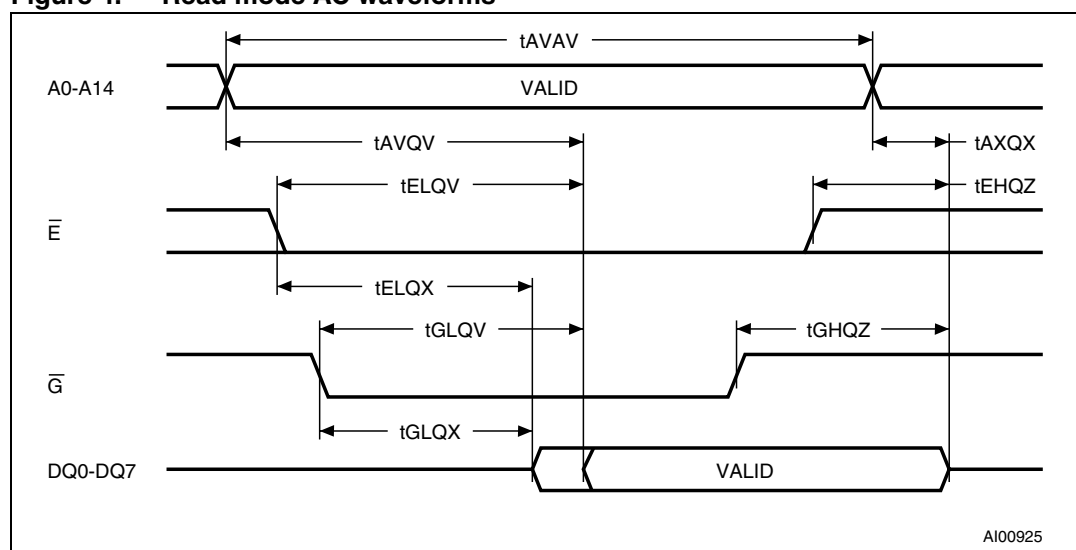 Figure 4. Read mode AC waveforms
tAVAV
A0-A14
VALID
tAVQV
tAXQX
tELQV
tEHQZ
E̅
tELQX
tGLQV
tGHQZ
G̅
tGLQX
DQ0-DQ7
VALID
AI00925